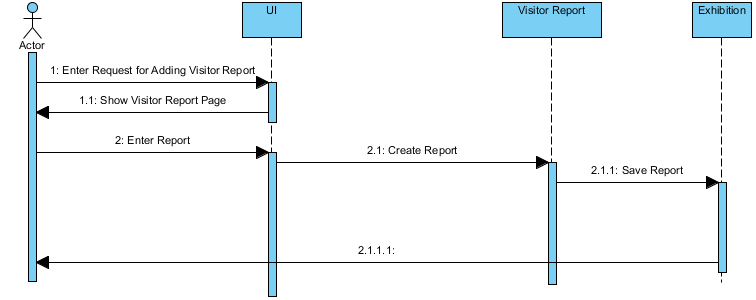 UI
Visitor Report
Exhibition
Actor
1: Enter Request for Adding Visitor Report
1.1: Show Visitor Report Page
2: Enter Report
2.1: Create Report
2.1.1: Save Report
2.1.1.1: